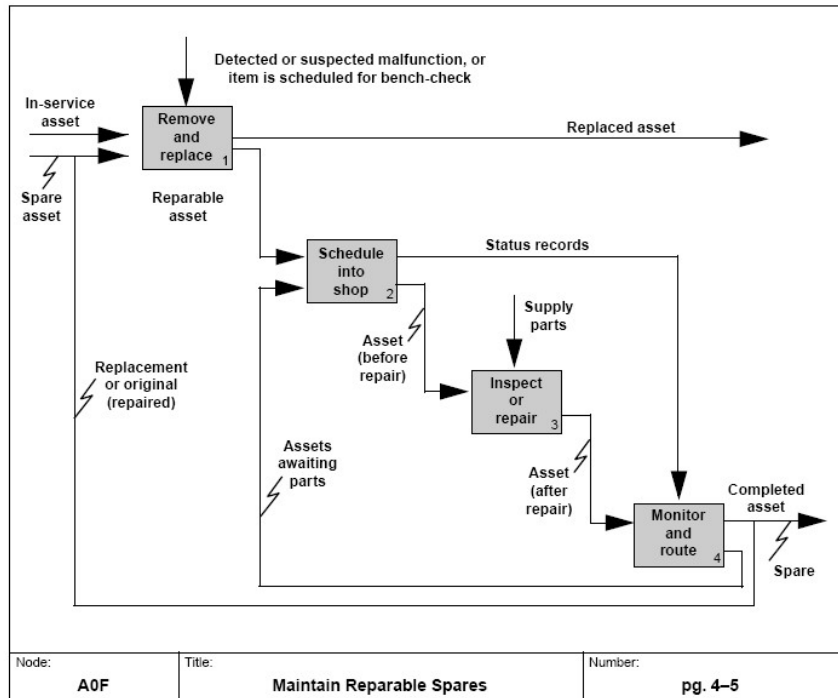 Detected or suspected malfunction, or
item is scheduled for bench-check
In-service
asset
Remove
and
replace
1
Replaced asset
Spare
asset
Reparable
asset
Schedule
into
shop
2
Status records
Supply
parts
Asset
(before
repair)
Replacement
or original
(repaired)
Inspect
or
repair
3
Assets
awaiting
parts
Asset
(after
repair)
Completed
asset
Monitor
and
route
4
Spare
Node:
A0F
Title:
Maintain Reparable Spares
Number:
pg. 4–5